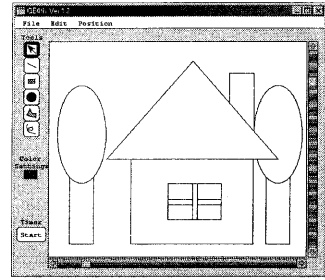 File Edit Position
Tools
Color
Settings
Timer
Start